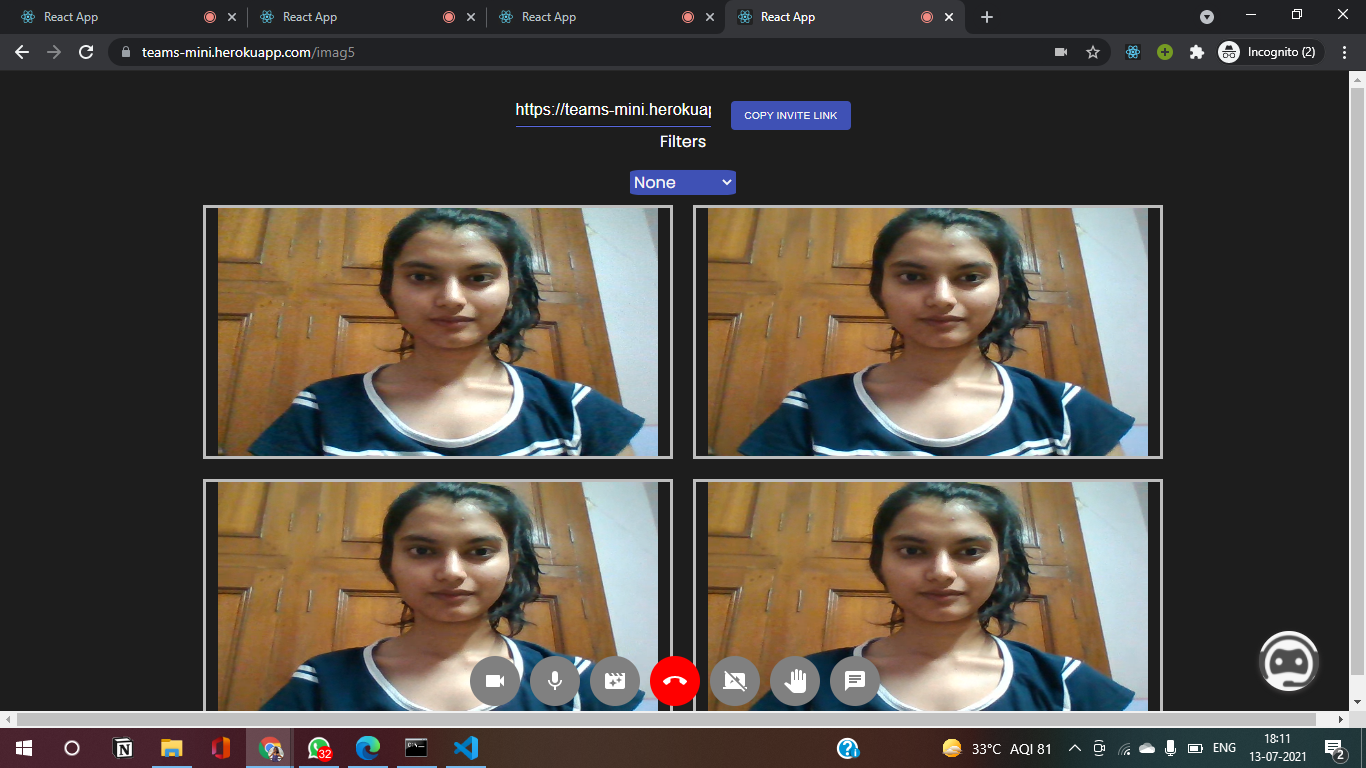 React App
React App
React App
React App
teams-mini.herokuapp.com/imag5
Incognito (2)
https://teams-mini.herokuap
COPY INVITE LINK
Filters
None
32
33°C AQI 81
ENG
18:11
13-07-2021
2